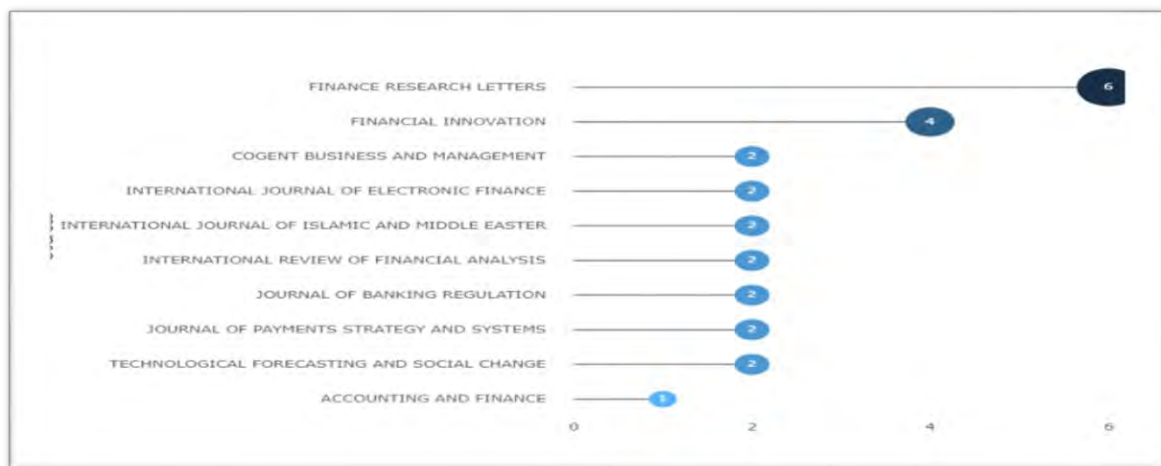 FINANCE RESEARCH LETTERS 6
FINANCIAL INNOVATION 4
COGENT BUSINESS AND MANAGEMENT 2
INTERNATIONAL JOURNAL OF ELECTRONIC FINANCE 2
INTERNATIONAL JOURNAL OF ISLAMIC AND MIDDLE EASTER 2
INTERNATIONAL REVIEW OF FINANCIAL ANALYSIS 2
JOURNAL OF BANKING REGULATION 2
JOURNAL OF PAYMENTS STRATEGY AND SYSTEMS 2
TECHNOLOGICAL FORECASTING AND SOCIAL CHANGE 2
ACCOUNTING AND FINANCE 1
0 2 4 6